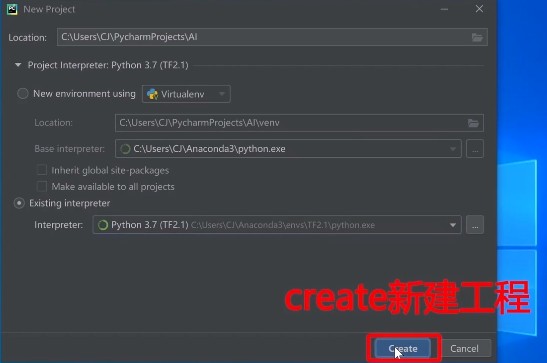 New Project
Location: C:\Users\CJ\PycharmProjects\AI
Project Interpreter: Python 3.7 (TF2.1)
New environment using Virtualenv
Location: C:\Users\CJ\PycharmProjects\AI\venv
Base interpreter: C:\Users\CJ\Anaconda3\python.exe ...
Inherit global site-packages
Make available to all projects
Existing interpreter
Interpreter: Python 3.7 (TF2.1) C:\Users\CJ\Anaconda3\envs\TF2.1\python.exe ...
create新建工程
Create Cancel